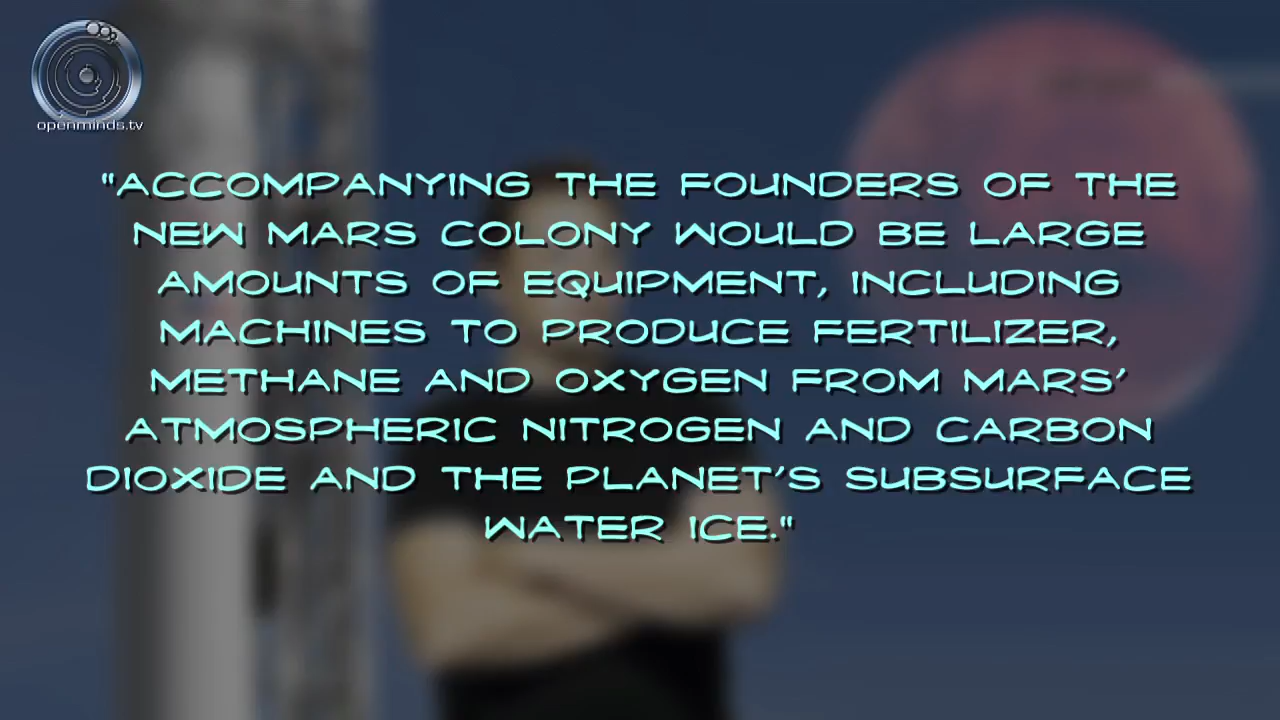 openminds.tv
"ACCOMPANYING THE FOUNDERS OF THE
NEW MARS COLONY WOULD BE LARGE
AMOUNTS OF EQUIPMENT, INCLUDING
MACHINES TO PRODUCE FERTILIZER,
METHANE AND OXYGEN FROM MARS'
ATMOSPHERIC NITROGEN AND CARBON
DIOXIDE AND THE PLANET'S SUBSURFACE
WATER ICE."